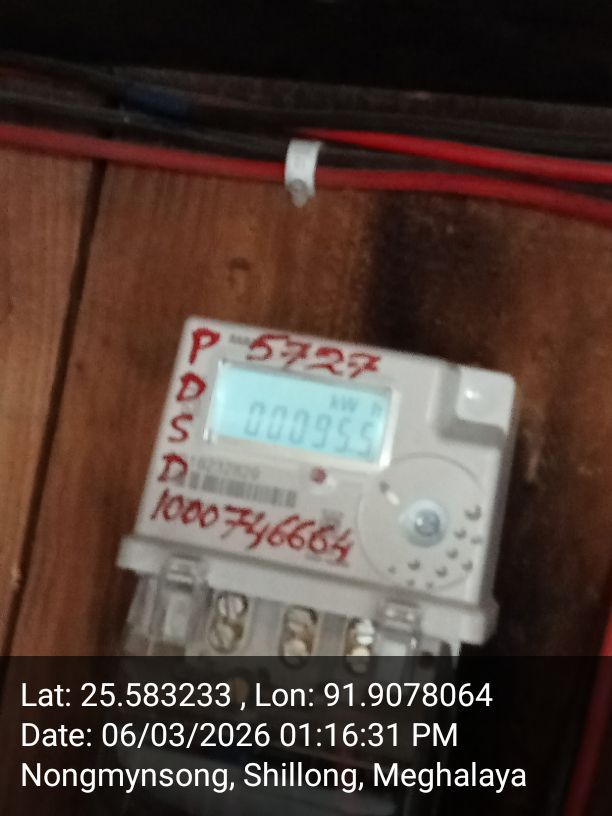 5727
P
D
S
D
kW h
000955
1000746664
Lat: 25.583233 , Lon: 91.9078064
Date: 06/03/2026 01:16:31 PM
Nongmynsong, Shillong, Meghalaya